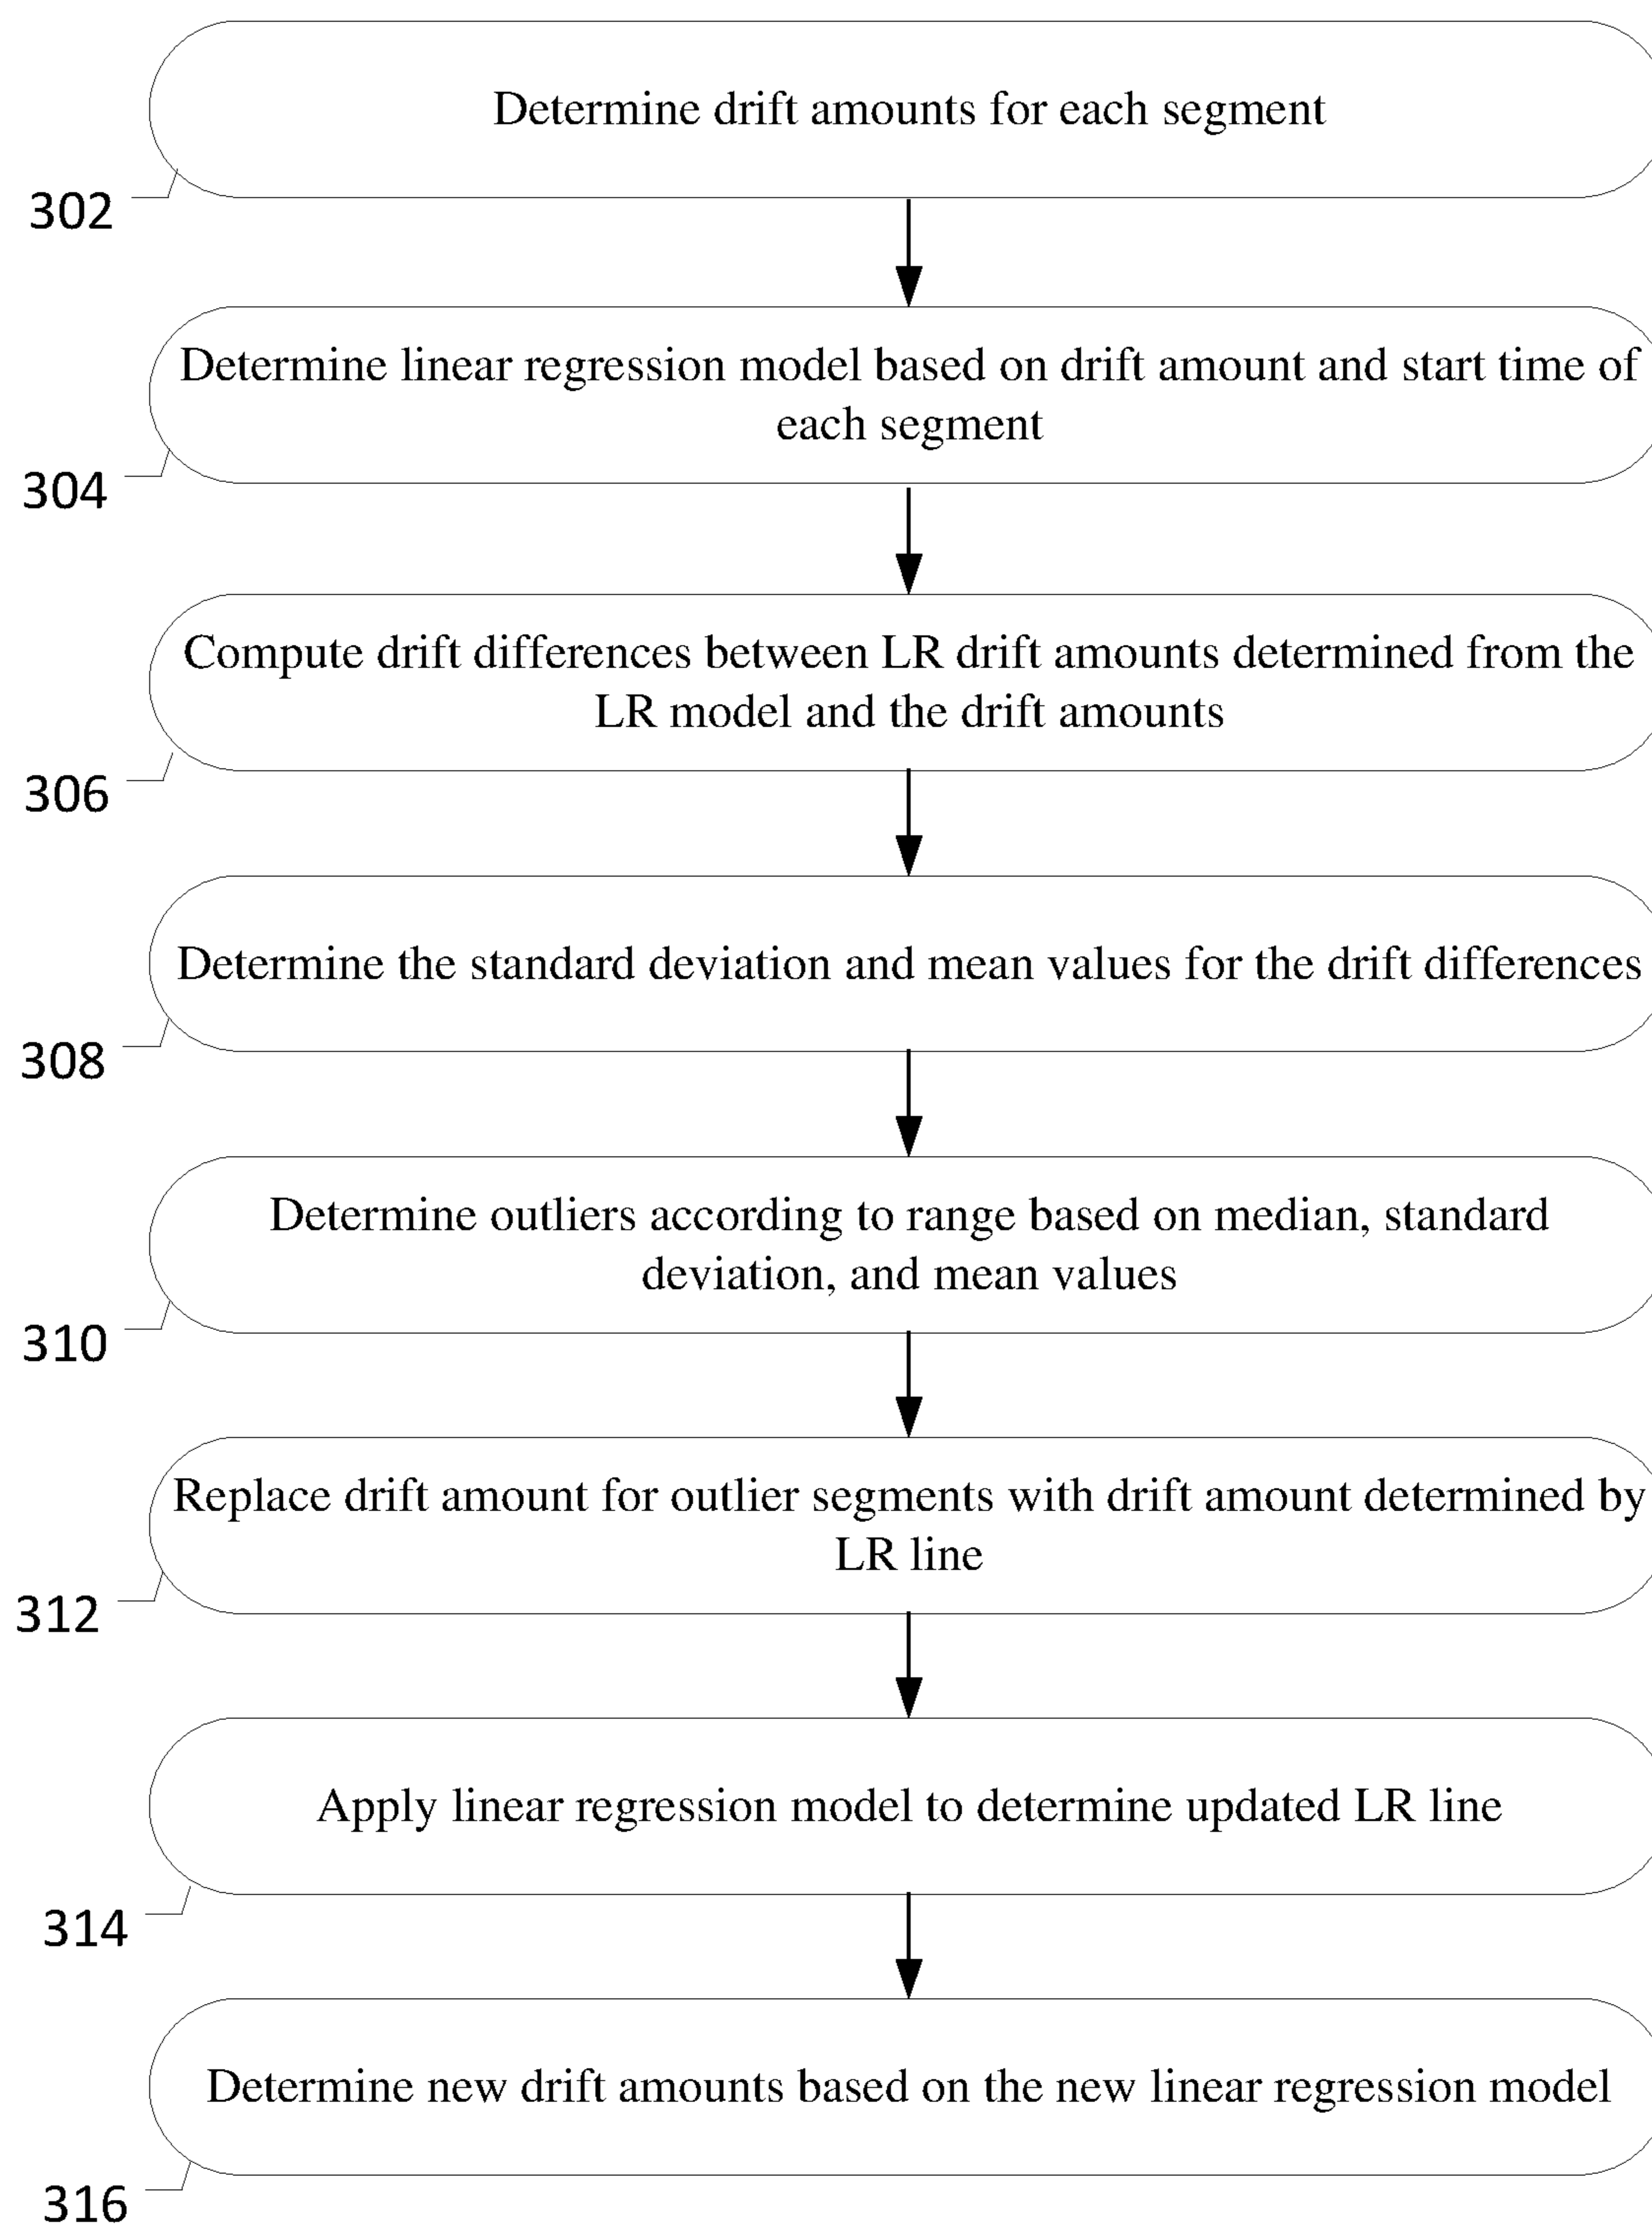 Determine drift amounts for each segment
302
Determine linear regression model based on drift amount and start time of
each segment
304
Compute drift differences between LR drift amounts determined from the
LR model and the drift amounts
306
Determine the standard deviation and mean values for the drift differences
308
Determine outliers according to range based on median, standard
deviation, and mean values
310
Replace drift amount for outlier segments with drift amount determined by
LR line
312
Apply linear regression model to determine updated LR line
314
Determine new drift amounts based on the new linear regression model
316